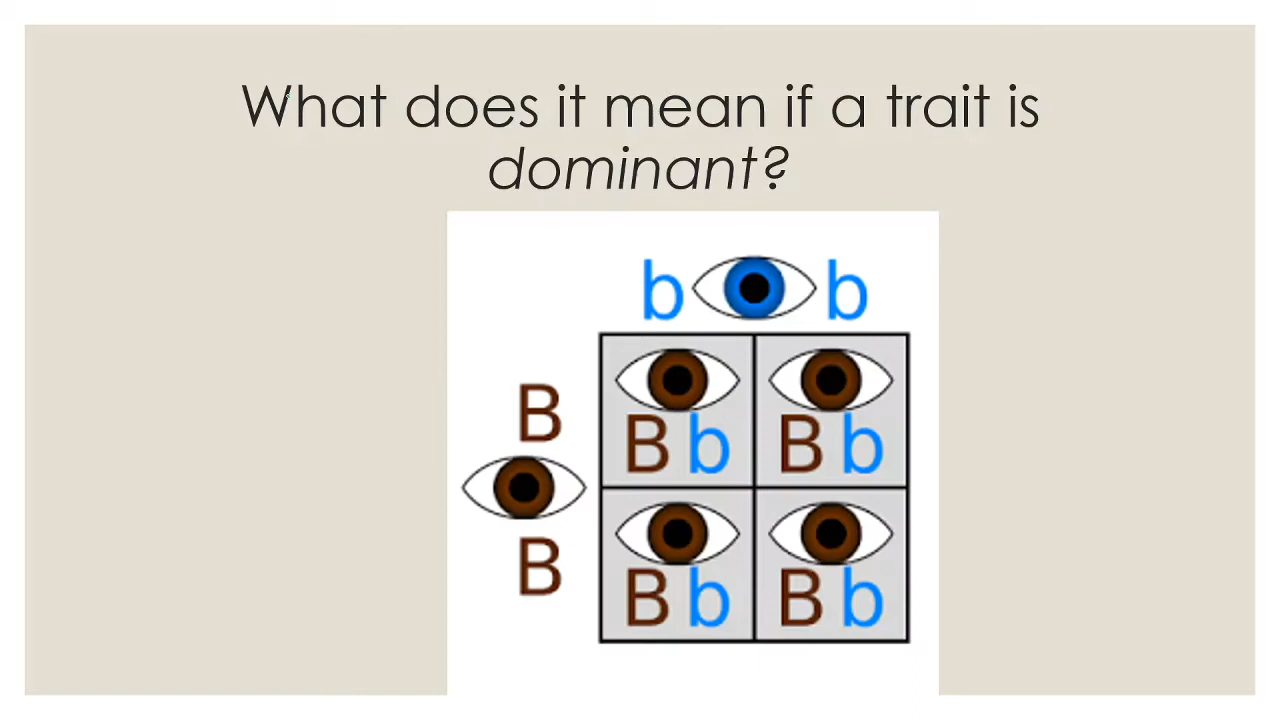 What does it mean if a trait is
dominant?
b b
B
B b B b
B
B b B b